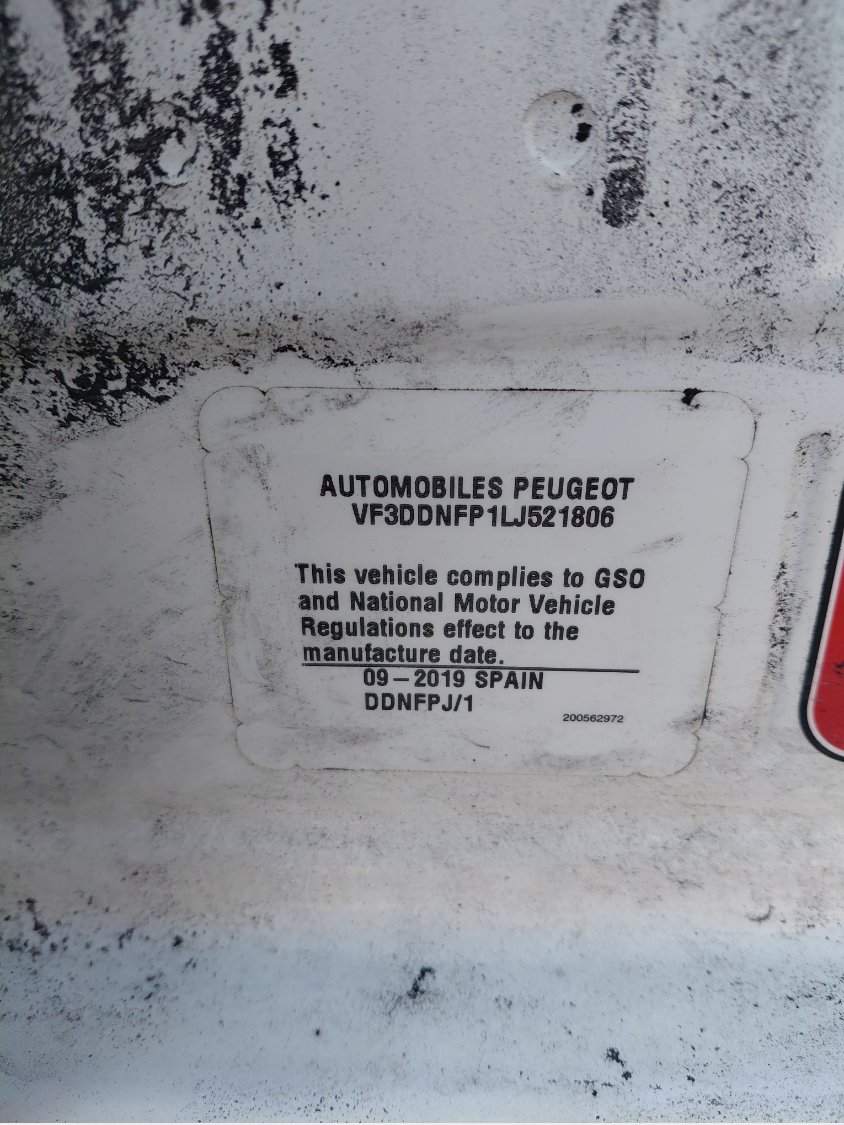 AUTOMOBILES PEUGEOT
VF3DDNFP1LJ521806
This vehicle complies to GSO
and National Motor Vehicle
Regulations effect to the
manufacture date.
09-2019 SPAIN
DDNFPJ/1
200562972